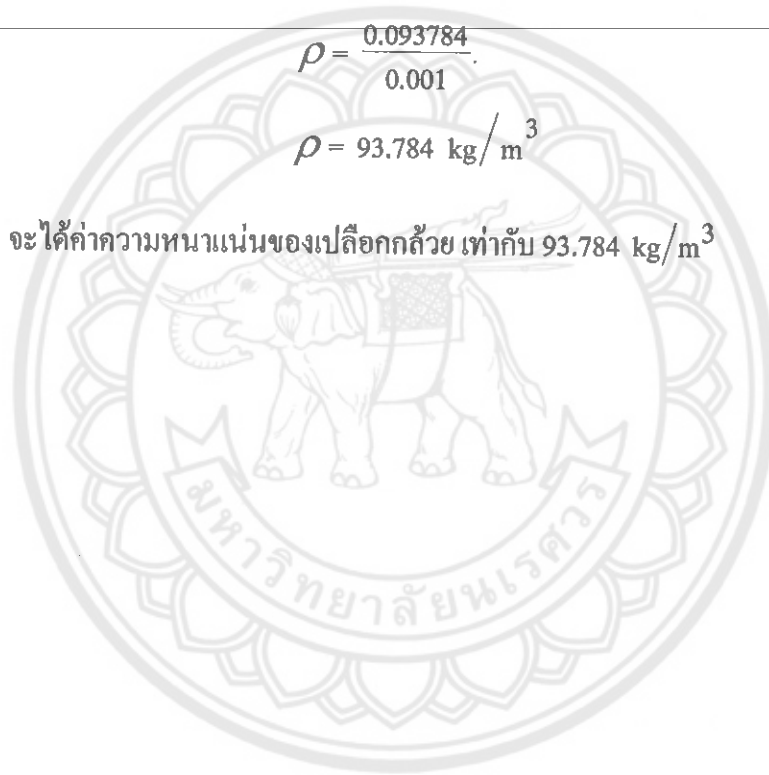 ρ = 0.093784 / 0.001
ρ = 93.784 kg/m³
จะได้ค่าความหนาแน่นของเปลือกกล้วย เท่ากับ 93.784 kg/m³
มหาวิทยาลัยนเรศวร